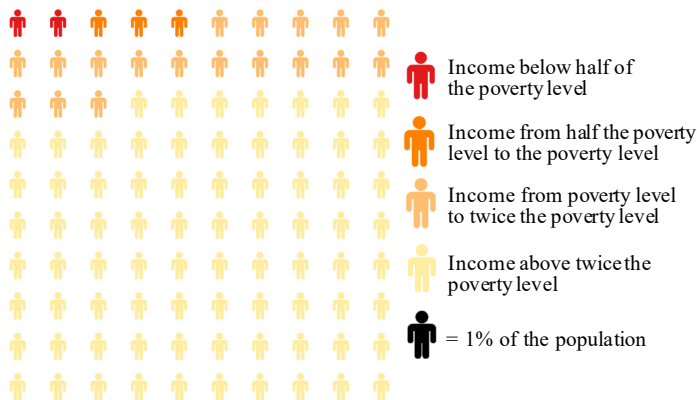 Income below half of
the poverty level
Income from half the poverty
level to the poverty level
Income from poverty level
to twice the poverty level
Income above twice the
poverty level
= 1% of the population